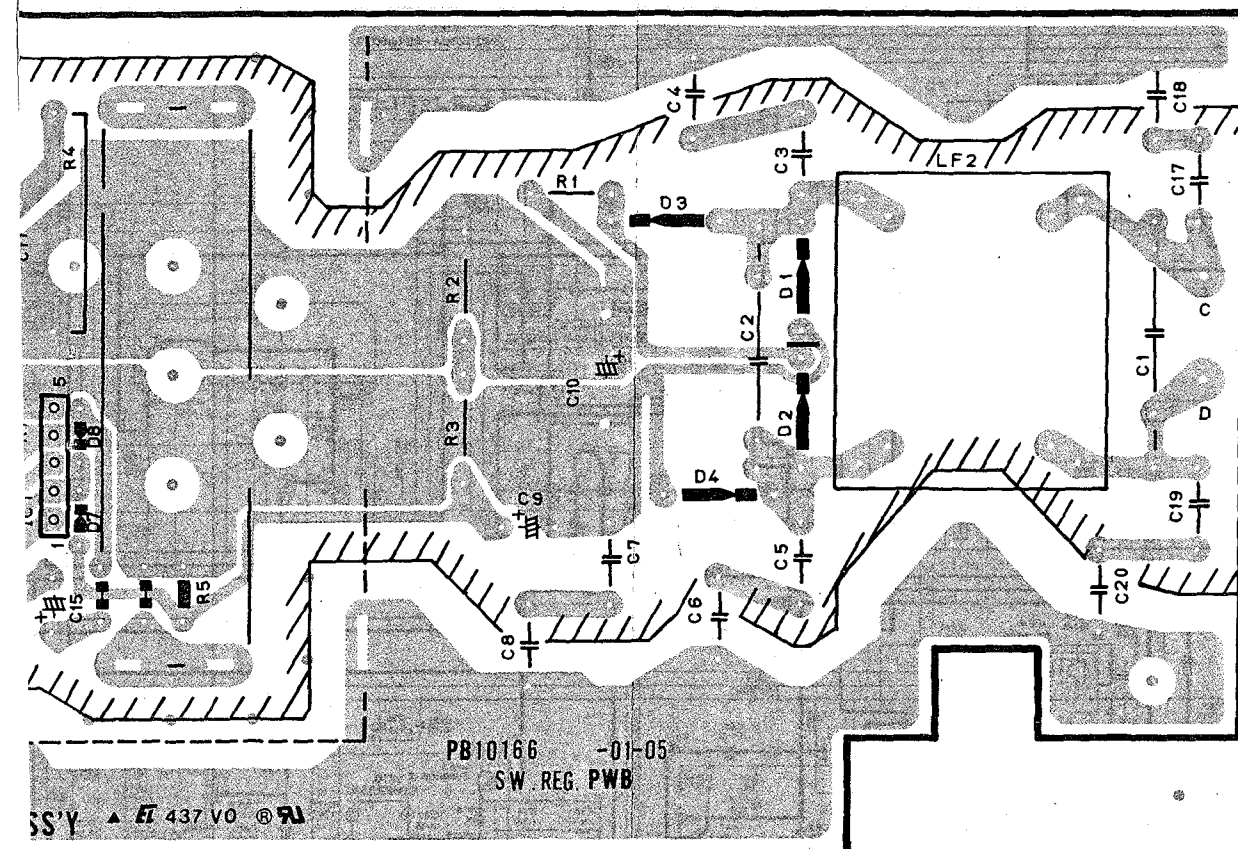 C4
C18
R4
C3
LF2
C17
R1
D3
D1
R2
C2
C
C1
C10
+
5
D
D8
R3
D2
D4
C9
+
C19
D7
1
C7
C5
R5
C15
+
C20
C6
C8
PB10166 -01-05
SW. REG. PWB
SS'Y ▲ 437 V0 ®